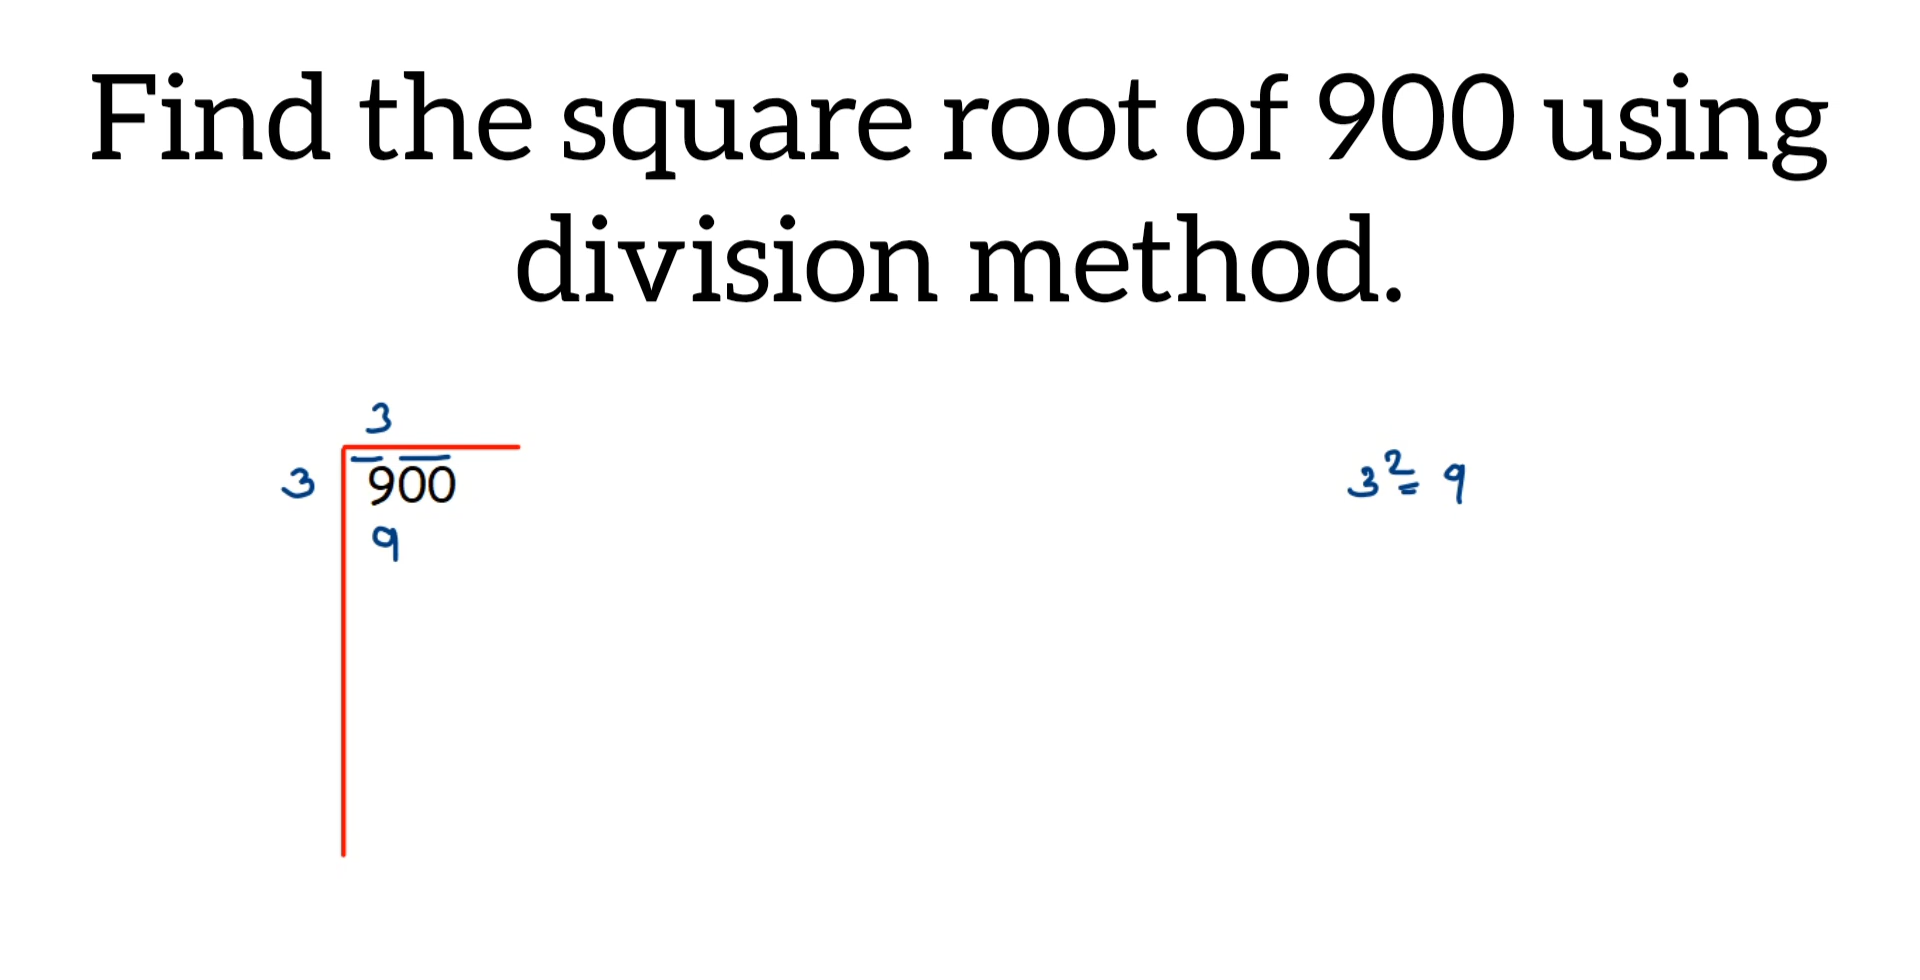 Find the square root of 900 using
division method.
3
3 900
9
3² = 9